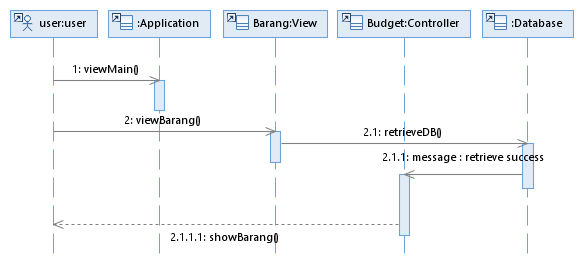 user:user
:Application
Barang:View
Budget:Controller
:Database
1: viewMain()
2: viewBarang()
2.1: retrieveDB()
2.1.1: message : retrieve success
2.1.1.1: showBarang()